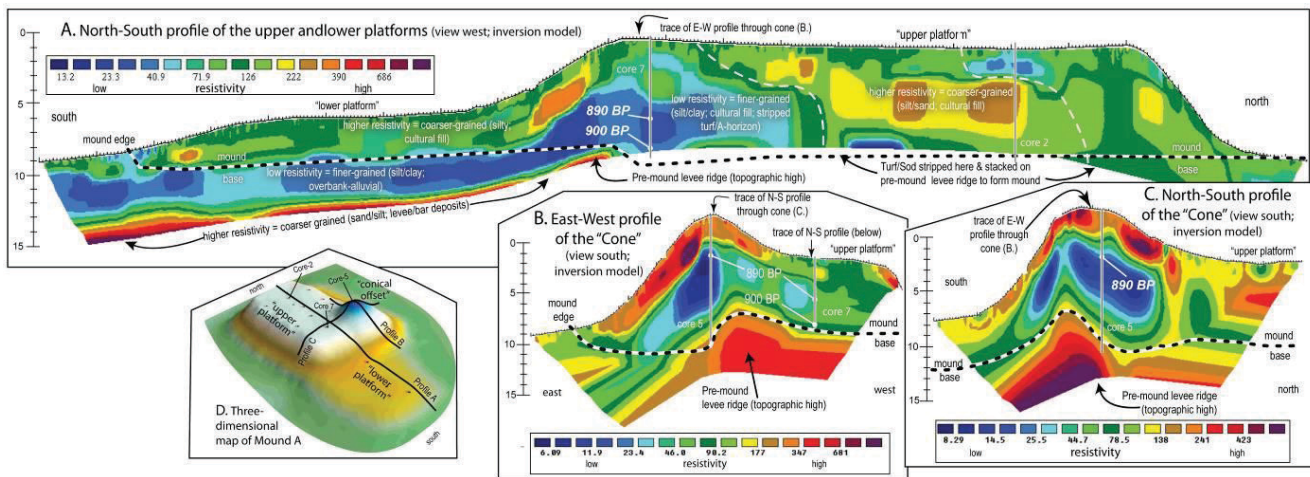 A. North-South profile of the upper andlower platforms (view west; inversion model)
trace of E-W profile through cone (B.)
"upper platform"
0
5
10
15
13.2 23.3 40.9 71.9 126 222 390 686
low resistivity high
south
"lower platform"
mound edge
higher resistivity = coarser-grained (silty,
cultural fill)
mound
base
low resistivity = finer-grained
(silt/clay;
overbank-alluvial)
higher resistivity = coarser grained (sand/silt; levee/bar deposits)
core 7
890 BP
900 BP
low resistivity = finer-grained
(silt/clay; cultural fill; stripped
turf/A-horizon)
higher resistivity = coarser-grained
(silt/sand; cultural fill)
core 2
north
mound
base
Pre-mound levee ridge
(topographic high)
Turf/Sod stripped here & stacked on
pre-mound levee ridge to form mound
B. East-West profile
of the "Cone"
(view south;
inversion model)
trace of N-S profile
through cone (C.)
trace of N-S profile (below)
"upper platform"
0
5
10
15
mound
edge
890 BP
900 BP
core 5
core 7
mound
base
east
west
Pre-mound
levee ridge
(topographic high)
6.09 11.9 23.4 46.0 90.2 177 347 681
low resistivity high
C. North-South profile
of the "Cone" (view south;
inversion model)
trace of E-W
profile through
cone (B.)
"upper platform"
0
5
10
15
south
890 BP
core 5
mound
base
mound
base
north
Pre-mound levee ridge
(topographic high)
8.29 14.5 25.5 44.7 78.5 138 241 423
low resistivity high
Core-2
Core-5
north
Core 7
"conical
offset"
"upper
platform"
Profile B
Profile C
"lower
platform"
Profile A
south
D. Three-
dimensional
map of Mound A